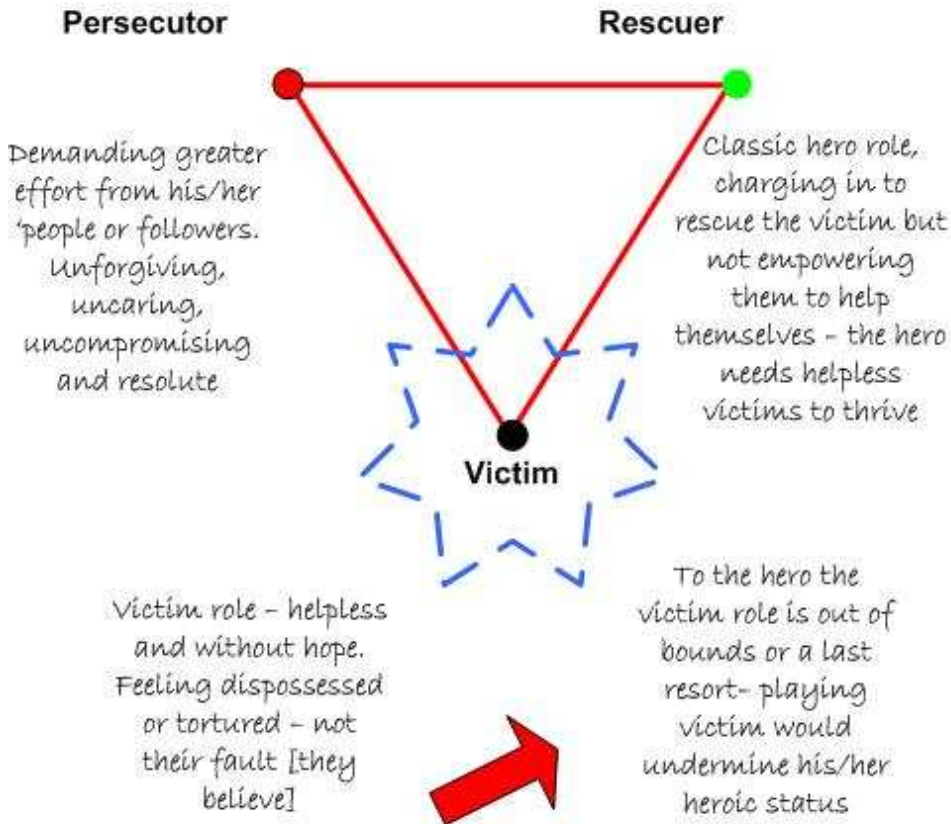 Persecutor
Rescuer
Demanding greater
effort from his/her
'people or followers.
Unforgiving,
uncaring,
uncompromising
and resolute
Classic hero role,
charging in to
rescue the victim but
not empowering
them to help
themselves – the hero
needs helpless
victims to thrive
Victim
Victim role – helpless
and without hope.
Feeling dispossessed
or tortured – not
their fault [they
believe]
To the hero the
victim role is out of
bounds or a last
resort– playing
victim would
undermine his/her
heroic status